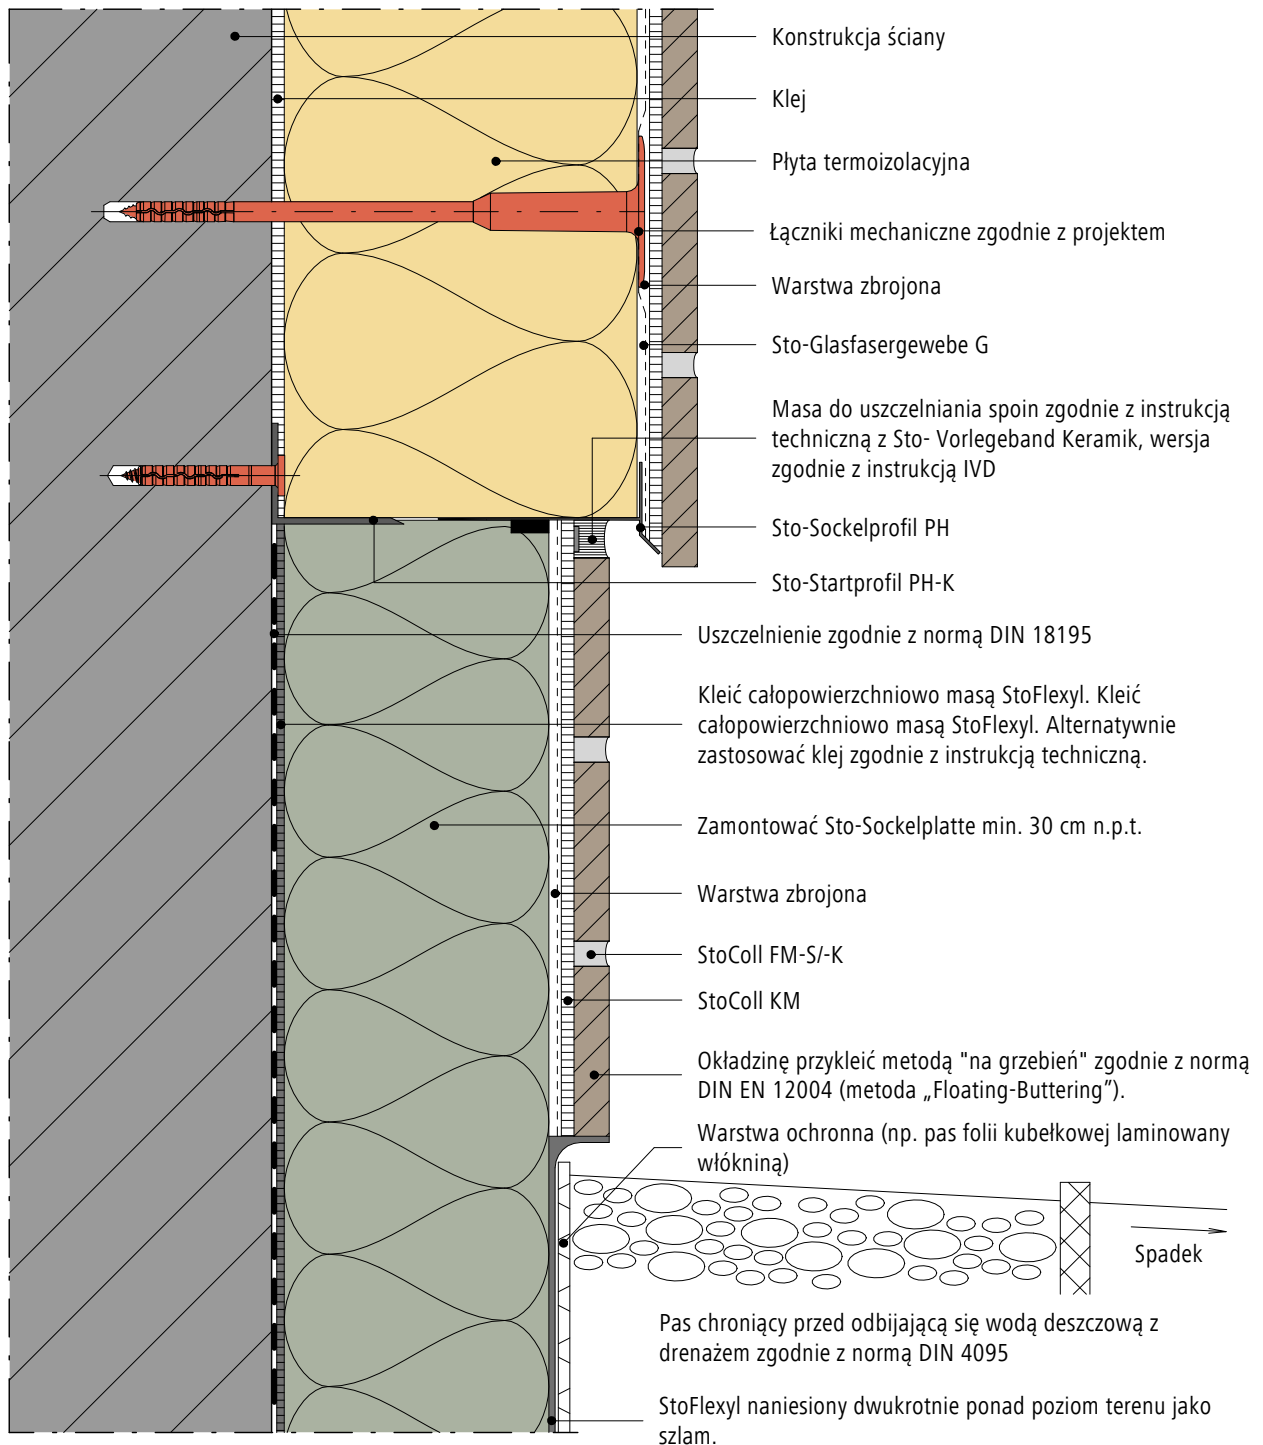 Konstrukcja ściany
Klej
Płyta termoizolacyjna
Łączniki mechaniczne zgodnie z projektem
Warstwa zbrojona
Sto-Glasfasergewebe G
Masa do uszczelniania spoin zgodnie z instrukcją
techniczną z Sto- Vorlegeband Keramik, wersja
zgodnie z instrukcją IVD
Sto-Sockelprofil PH
Sto-Startprofil PH-K
Uszczelnienie zgodnie z normą DIN 18195
Kleić całopowierzchniowo masą StoFlexyl. Kleić
całopowierzchniowo masą StoFlexyl. Alternatywnie
zastosować klej zgodnie z instrukcją techniczną.
Zamontować Sto-Sockelplatte min. 30 cm n.p.t.
Warstwa zbrojona
StoColl FM-S/-K
StoColl KM
Okładzinę przykleić metodą "na grzebień" zgodnie z normą
DIN EN 12004 (metoda „Floating-Buttering”).
Warstwa ochronna (np. pas folii kubełkowej laminowany
włókniną)
Spadek
Pas chroniący przed odbijającą się wodą deszczową z
drenażem zgodnie z normą DIN 4095
StoFlexyl naniesiony dwukrotnie ponad poziom terenu jako
szlam.